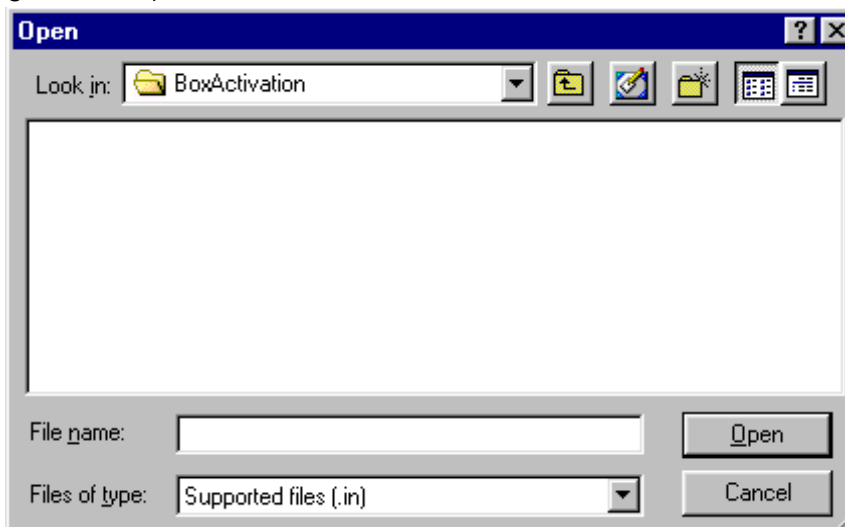 Open
Look in: BoxActivation
File name: Open
Files of type: Supported files (.in) Cancel